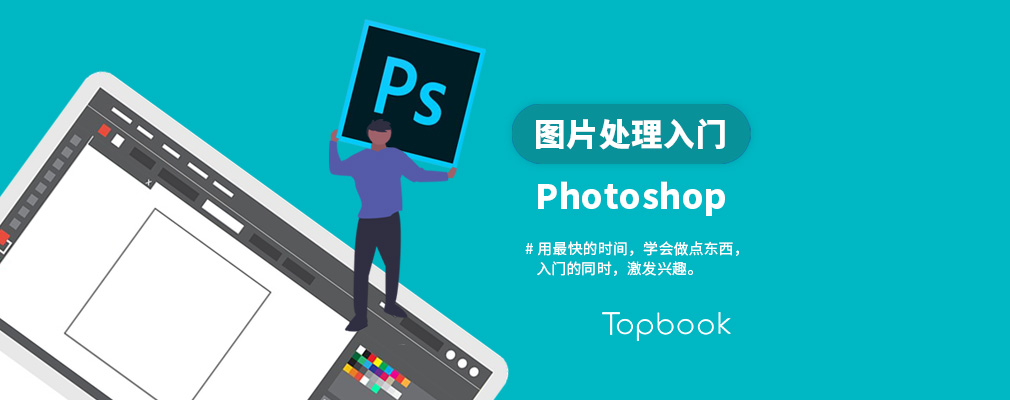 Ps
图片处理入门
Photoshop
# 用最快的时间，学会做点东西，
入门的同时，激发兴趣。
Topbook
x